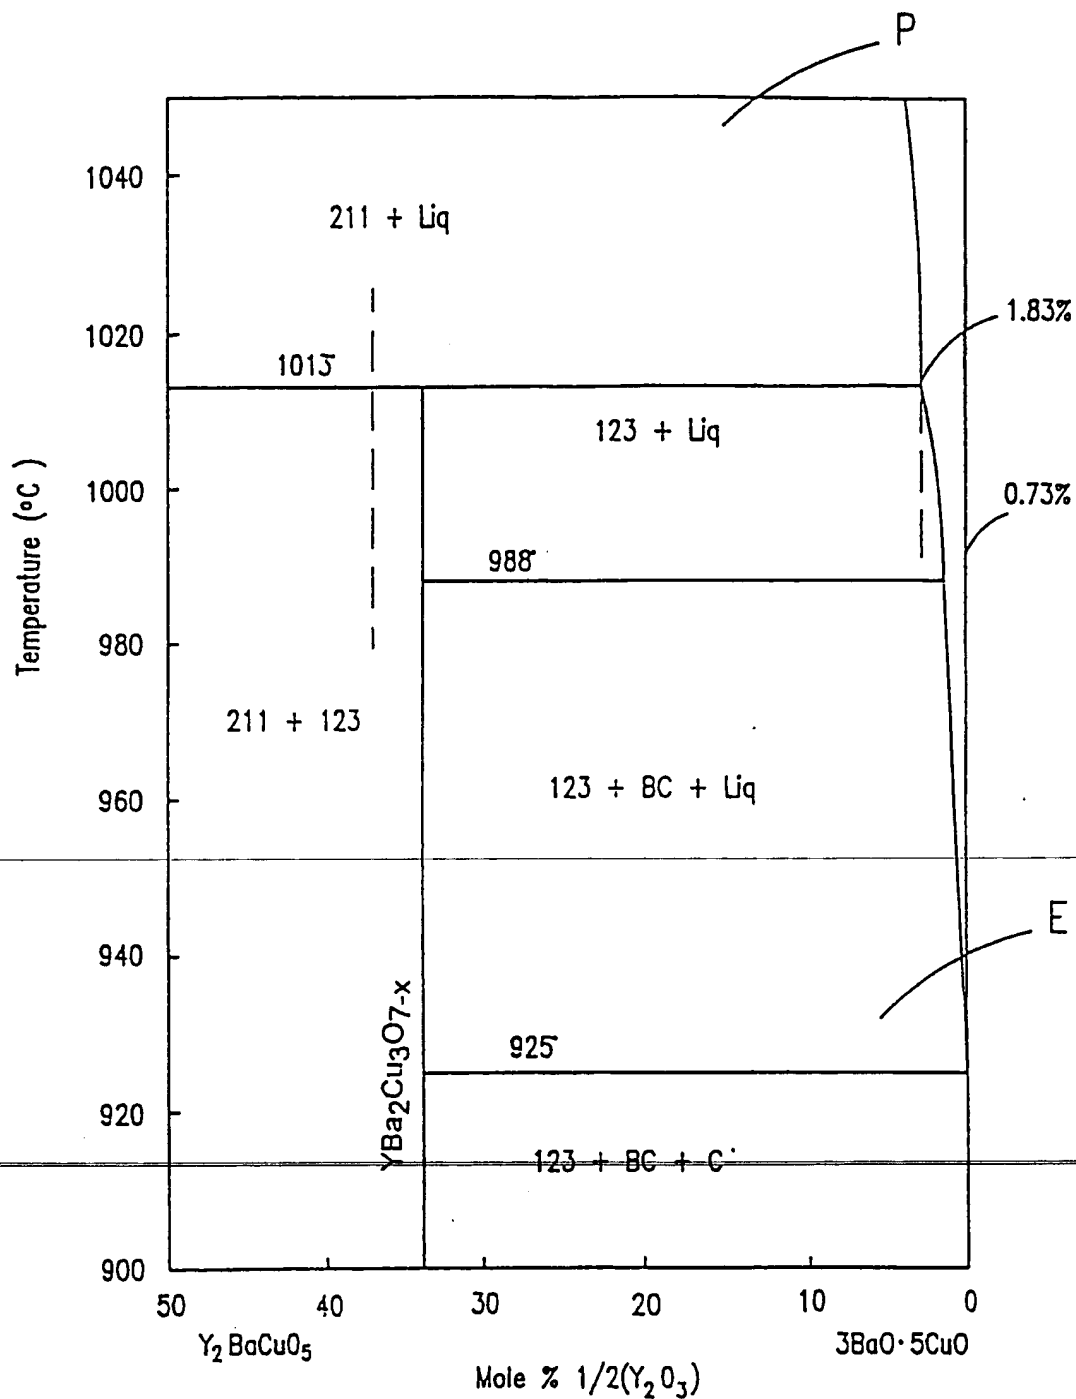 P
1040
211 + Liq
1020
1.83%
1013°
123 + Liq
Temperature (°C )
1000
0.73%
988°
980
211 + 123
960
123 + BC + Liq
E
940
YBa₂Cu₃O₇₋ₓ
925°
920
123 + BC + C
900
50 40 30 20 10 0
Y₂BaCuO₅
3BaO·5CuO
Mole % 1/2(Y₂O₃)